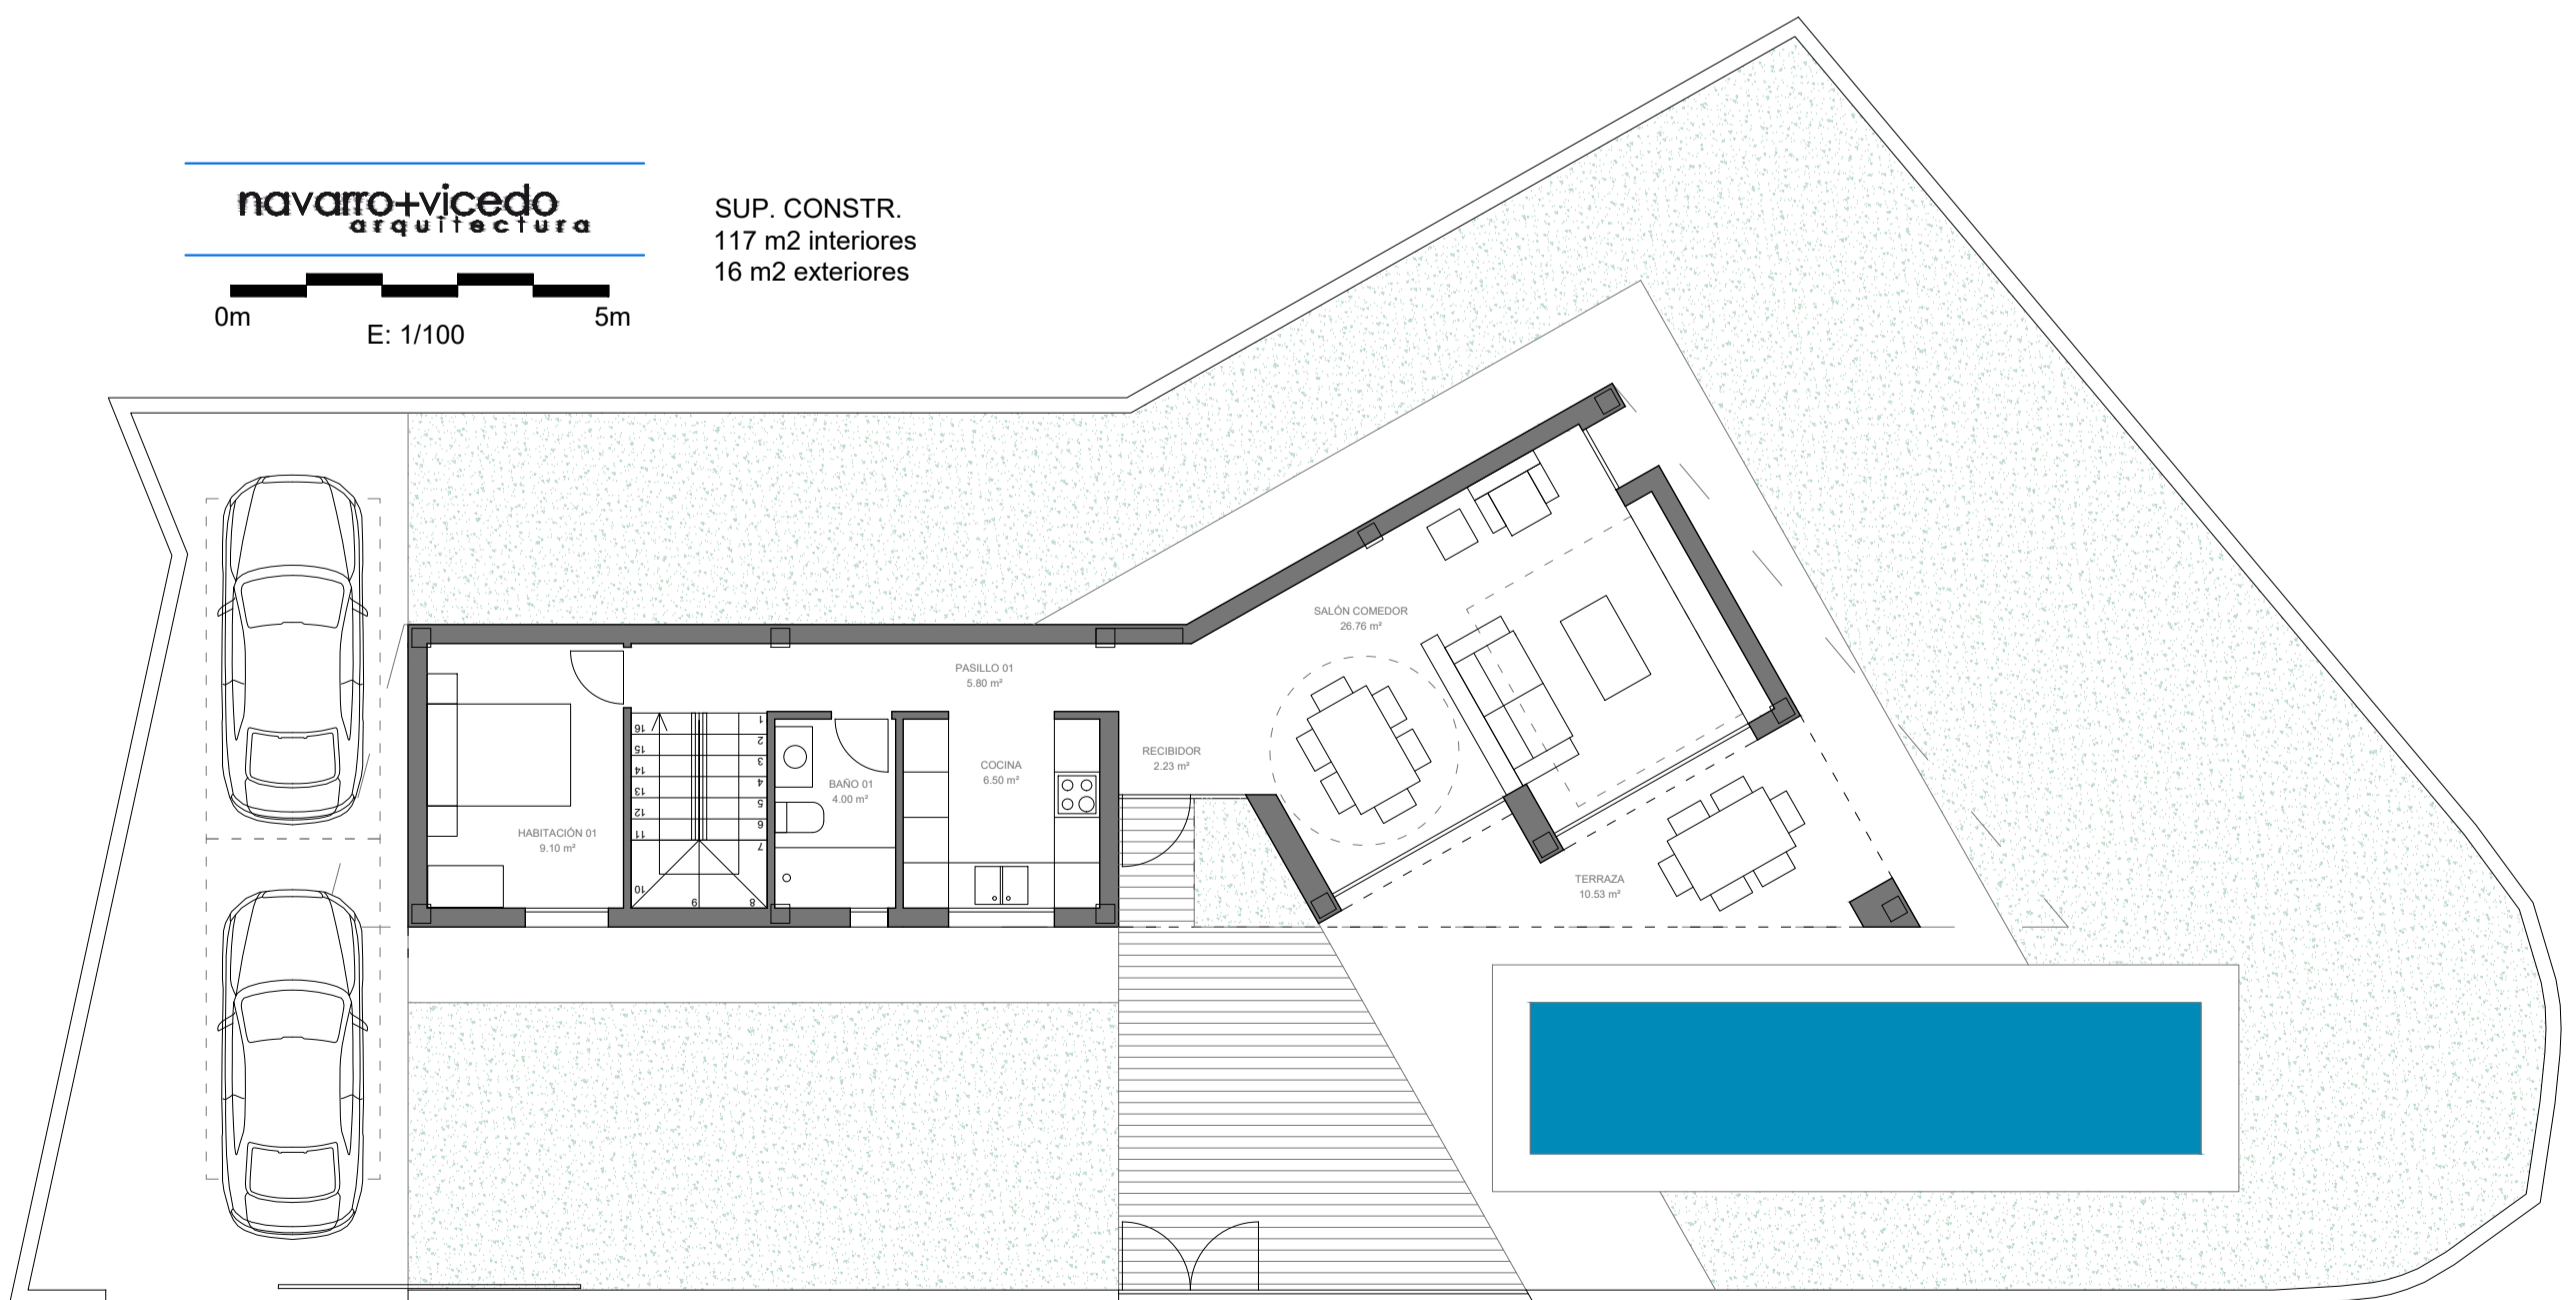 navarro+vicedo
arquitectura
0m 5m
E: 1/100
SUP. CONSTR.
117 m2 interiores
16 m2 exteriores
SALÓN COMEDOR
26.76 m²
PASILLO 01
5.80 m²
RECIBIDOR
2.23 m²
COCINA
6.50 m²
BAÑO 01
4.00 m²
HABITACIÓN 01
9.10 m²
TERRAZA
10.53 m²
1
2
3
4
5
6
7
8
9
10
11
12
13
14
15
16